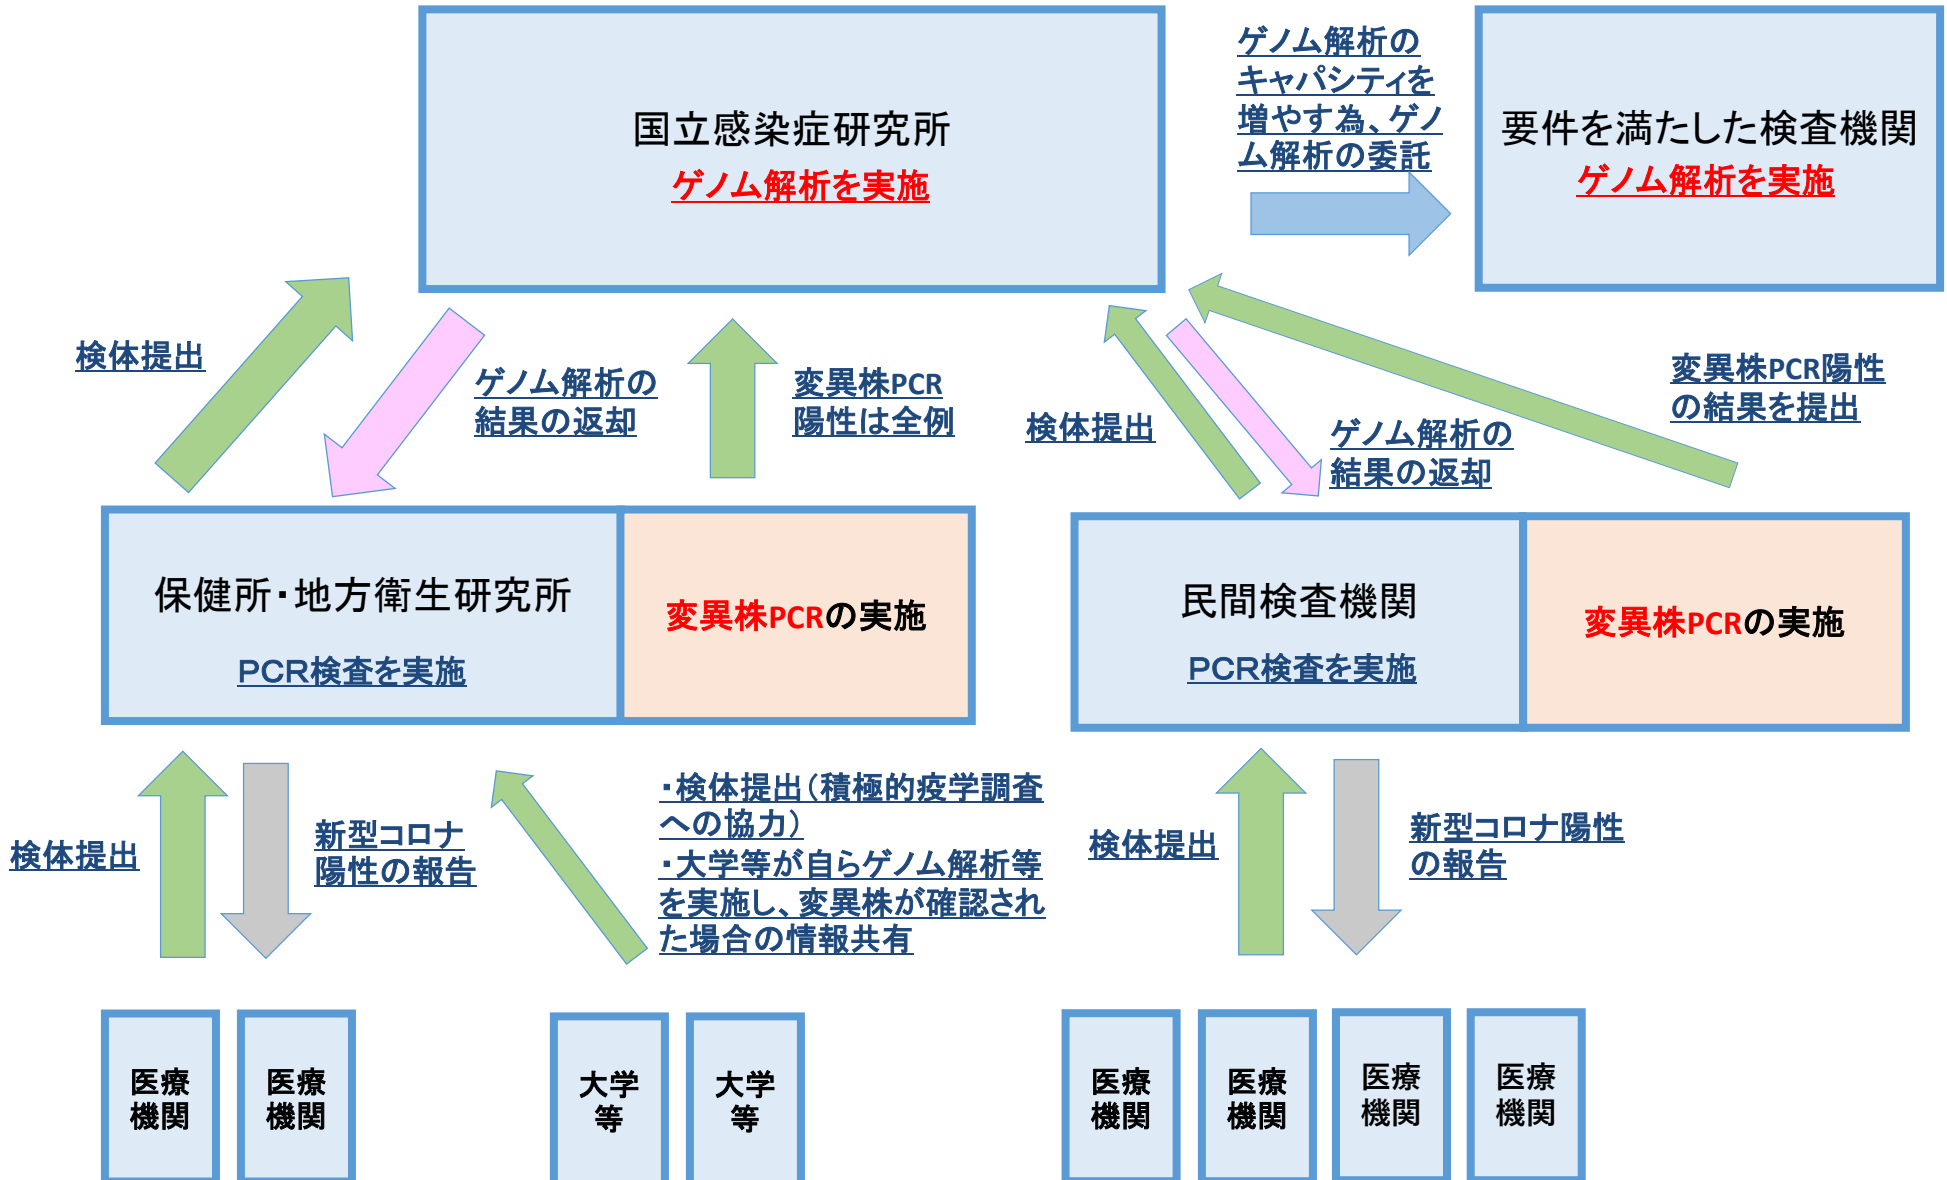 国立感染症研究所
ゲノム解析を実施
ゲノム解析の
キャパシティを
増やす為、ゲノ
ム解析の委託
要件を満たした検査機関
ゲノム解析を実施
検体提出
ゲノム解析の
結果の返却
変異株PCR
陽性は全例
検体提出
ゲノム解析の
結果の返却
変異株PCR陽性
の結果を提出
保健所・地方衛生研究所
PCR検査を実施
変異株PCRの実施
民間検査機関
PCR検査を実施
変異株PCRの実施
検体提出
新型コロナ
陽性の報告
・検体提出（積極的疫学調査
への協力）
・大学等が自らゲノム解析等
を実施し、変異株が確認され
た場合の情報共有
検体提出
新型コロナ陽性
の報告
医療
機関
医療
機関
大学
等
大学
等
医療
機関
医療
機関
医療
機関
医療
機関